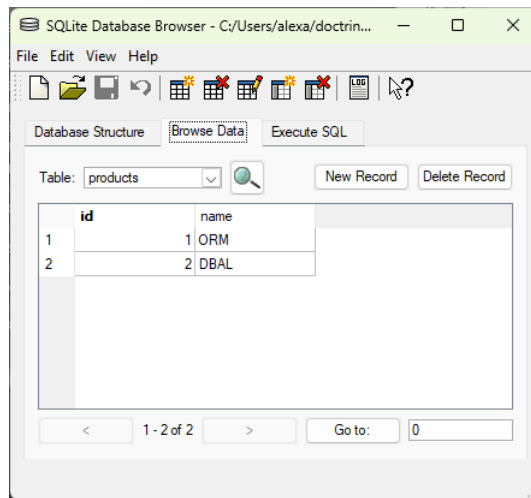 SQLite Database Browser - C:/Users/alexa/doctrin...
File Edit View Help
LOG
?
Database Structure Browse Data Execute SQL
Table: products New Record Delete Record
id name
1 1 ORM
2 2 DBAL
< 1 - 2 of 2 > Go to: 0